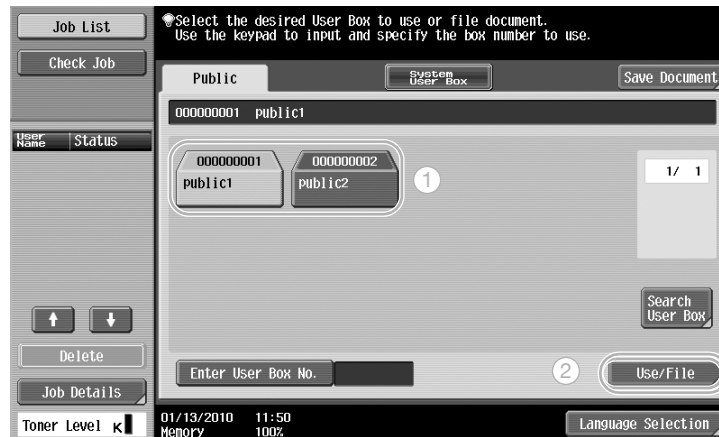 Job List
Check Job
User Name Status
Delete
Job Details
Toner Level K
Select the desired User Box to use or file document.
Use the keypad to input and specify the box number to use.
Public
System User Box
Save Document
000000001 public1
000000001
public1
000000002
public2
1
1/ 1
Search
User Box
Enter User Box No.
2
Use/File
01/13/2010 11:50
Memory 100%
Language Selection